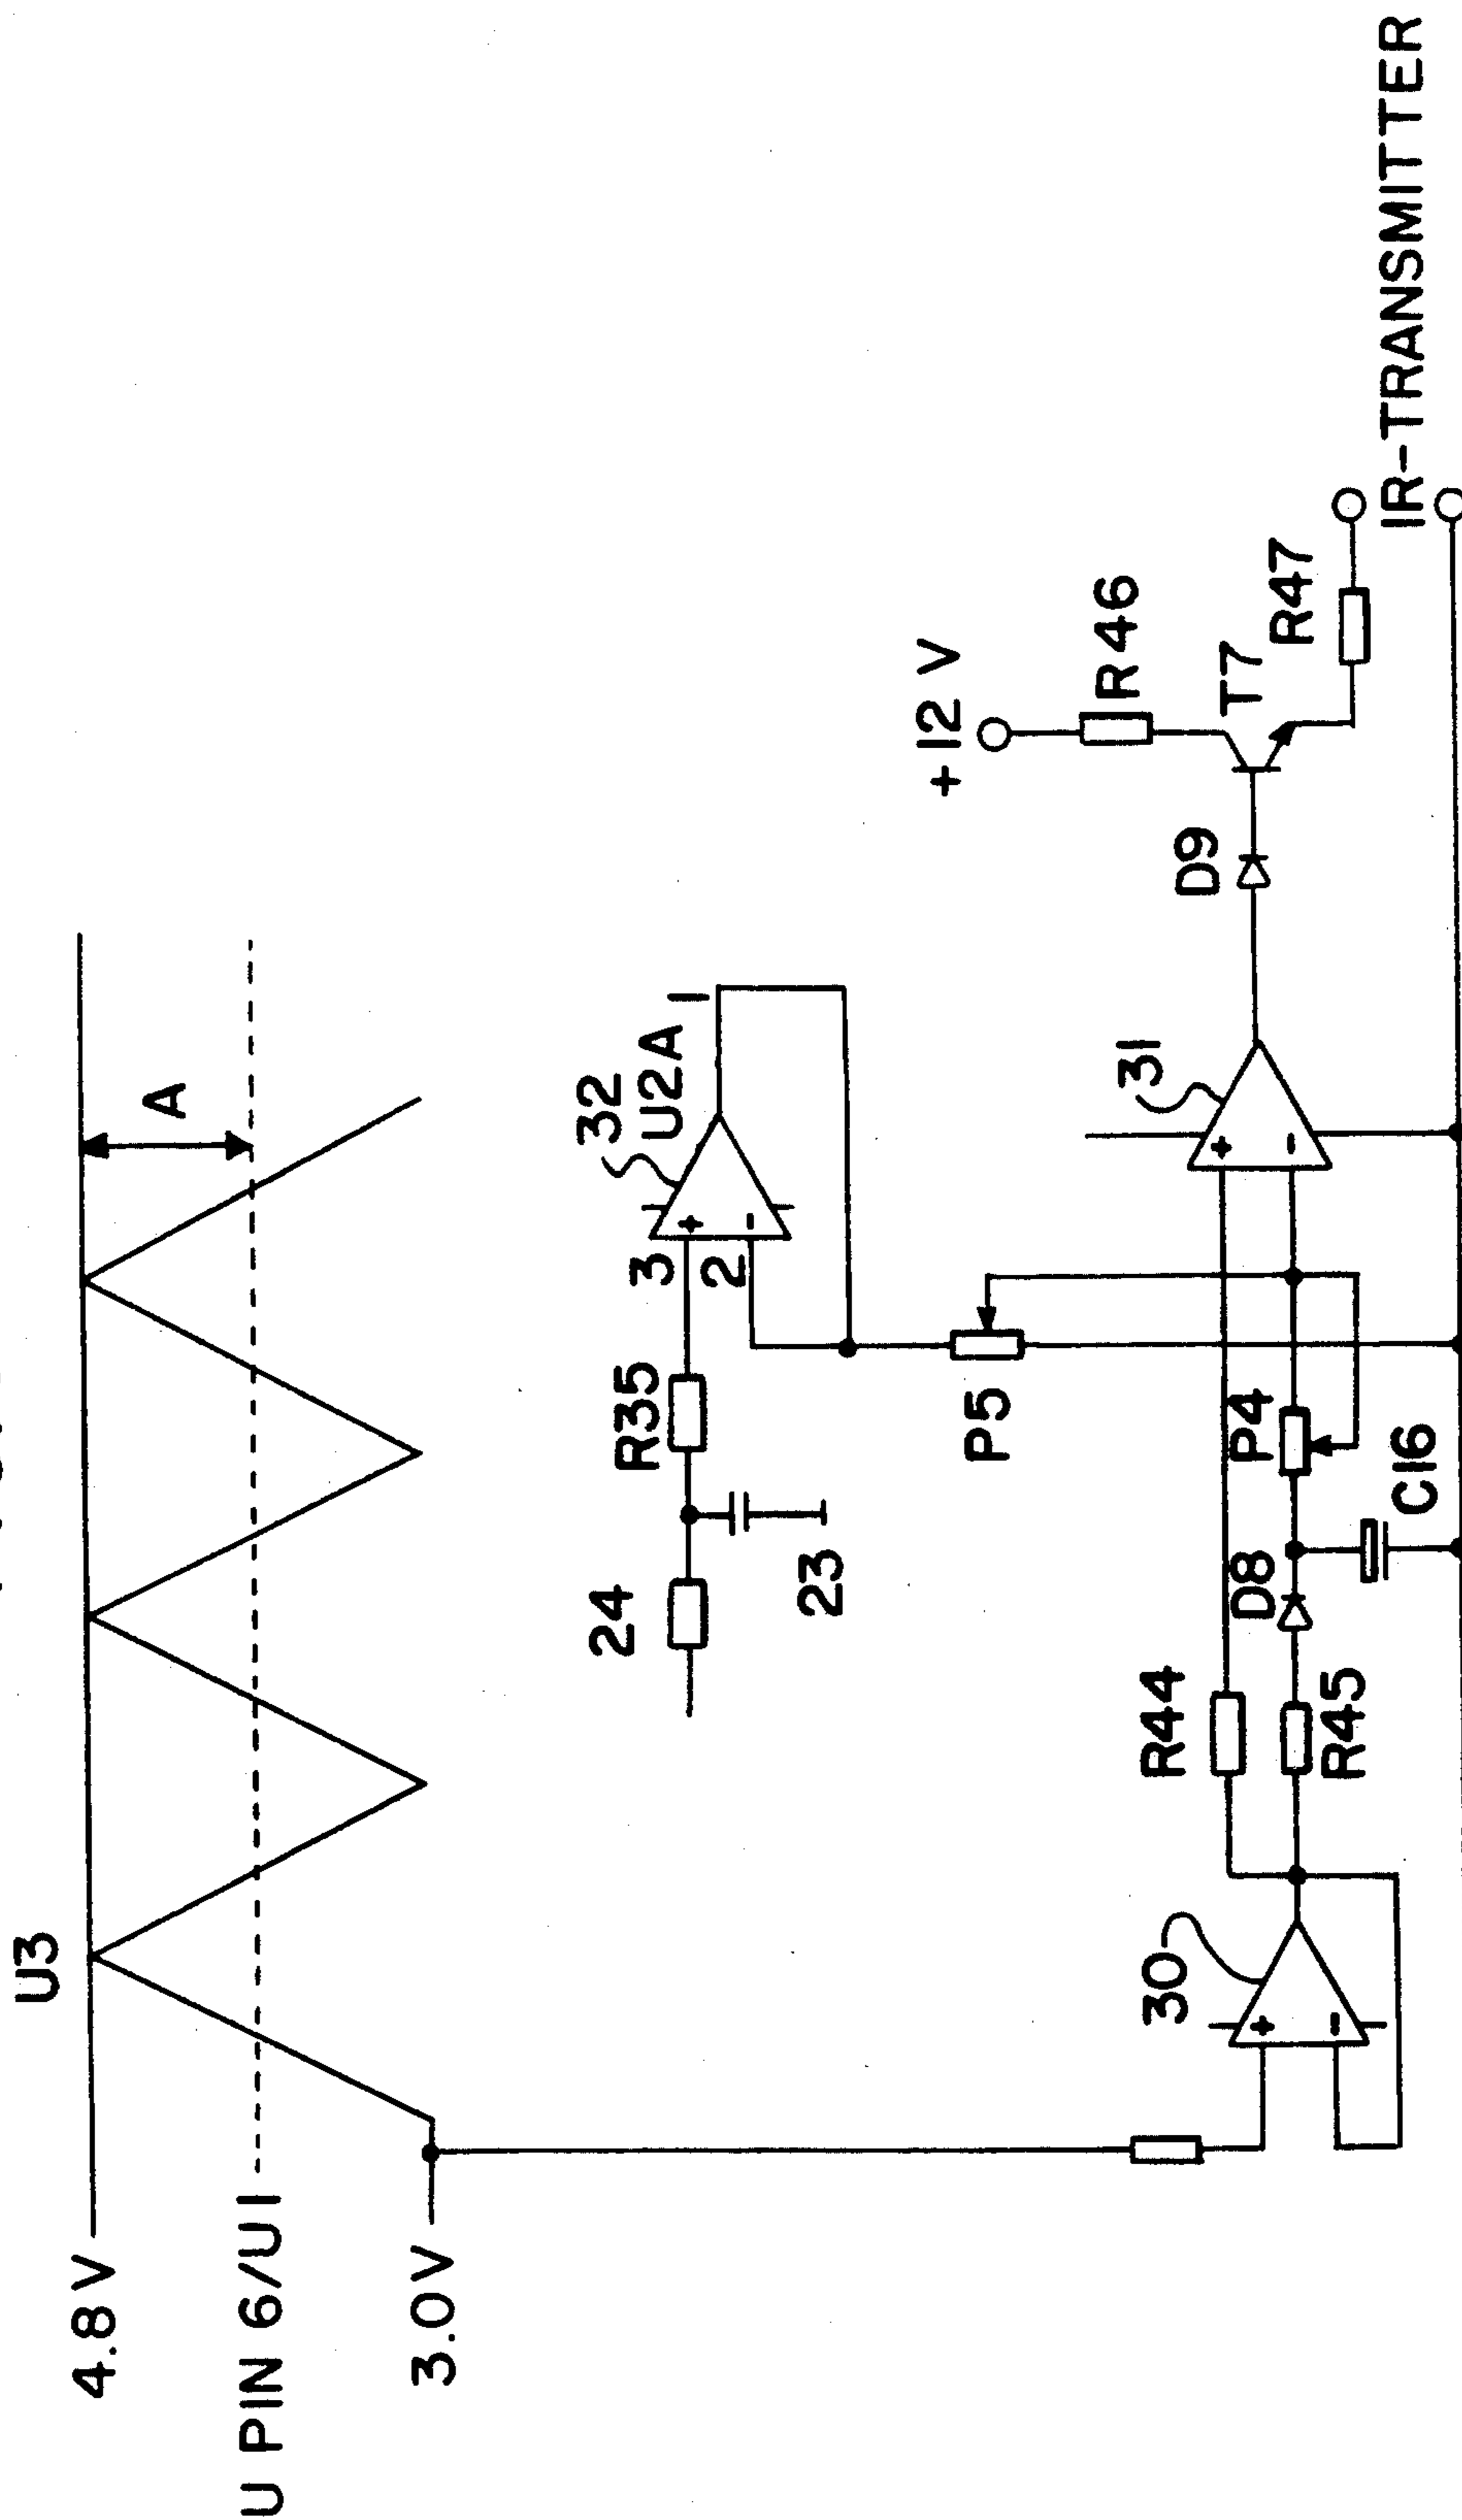 U3
4.8 V
A
U PIN 6/U1
3.0V
32
U2A
1
3
+
2
-
24
R35
23
+12 V
P5
R46
30
+
-
R44
R45
D8
C16
P4
31
+
-
D9
T7
R47
IR-TRANSMITTER